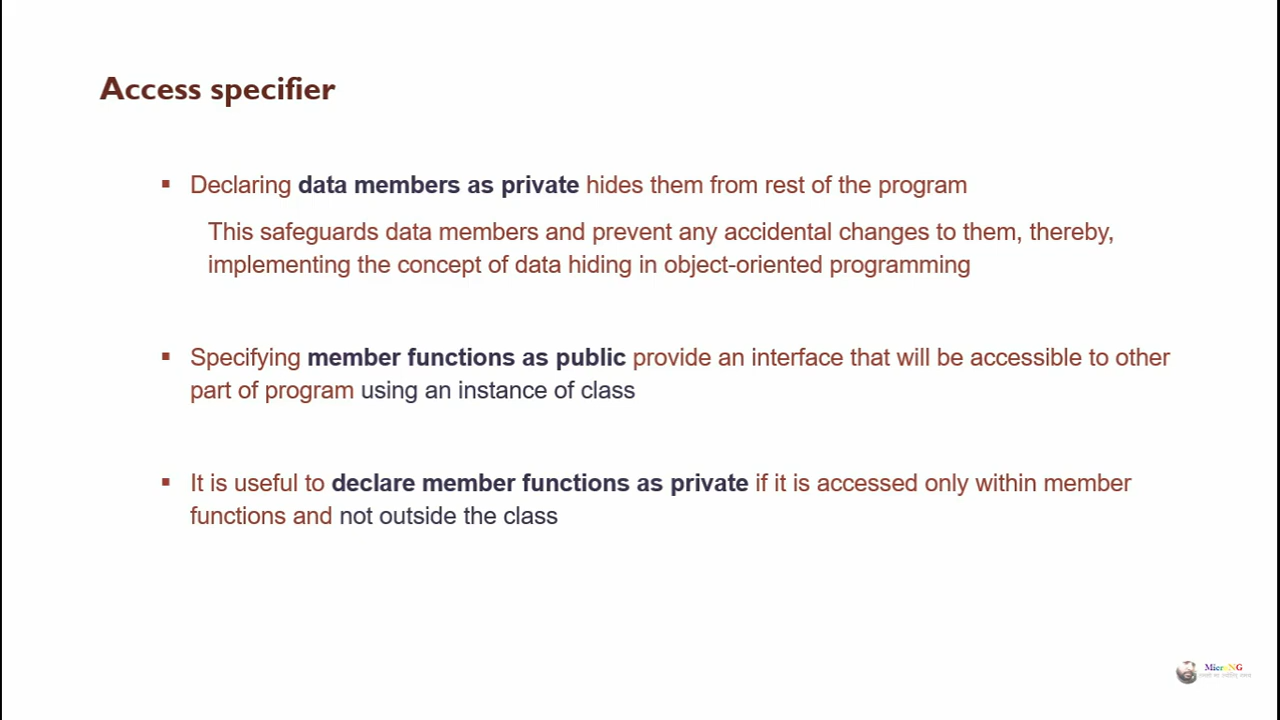 Access specifier
▪ Declaring data members as private hides them from rest of the program
This safeguards data members and prevent any accidental changes to them, thereby,
implementing the concept of data hiding in object-oriented programming
▪ Specifying member functions as public provide an interface that will be accessible to other
part of program using an instance of class
▪ It is useful to declare member functions as private if it is accessed only within member
functions and not outside the class
MicroNG